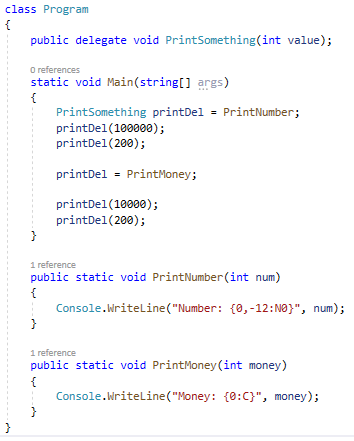 class Program
{
    public delegate void PrintSomething(int value);

    0 references
    static void Main(string[] args)
    {
        PrintSomething printDel = PrintNumber;
        printDel(100000);
        printDel(200);

        printDel = PrintMoney;

        printDel(10000);
        printDel(200);
    }

    1 reference
    public static void PrintNumber(int num)
    {
        Console.WriteLine("Number: {0,-12:N0}", num);
    }

    1 reference
    public static void PrintMoney(int money)
    {
        Console.WriteLine("Money: {0:C}", money);
    }
}